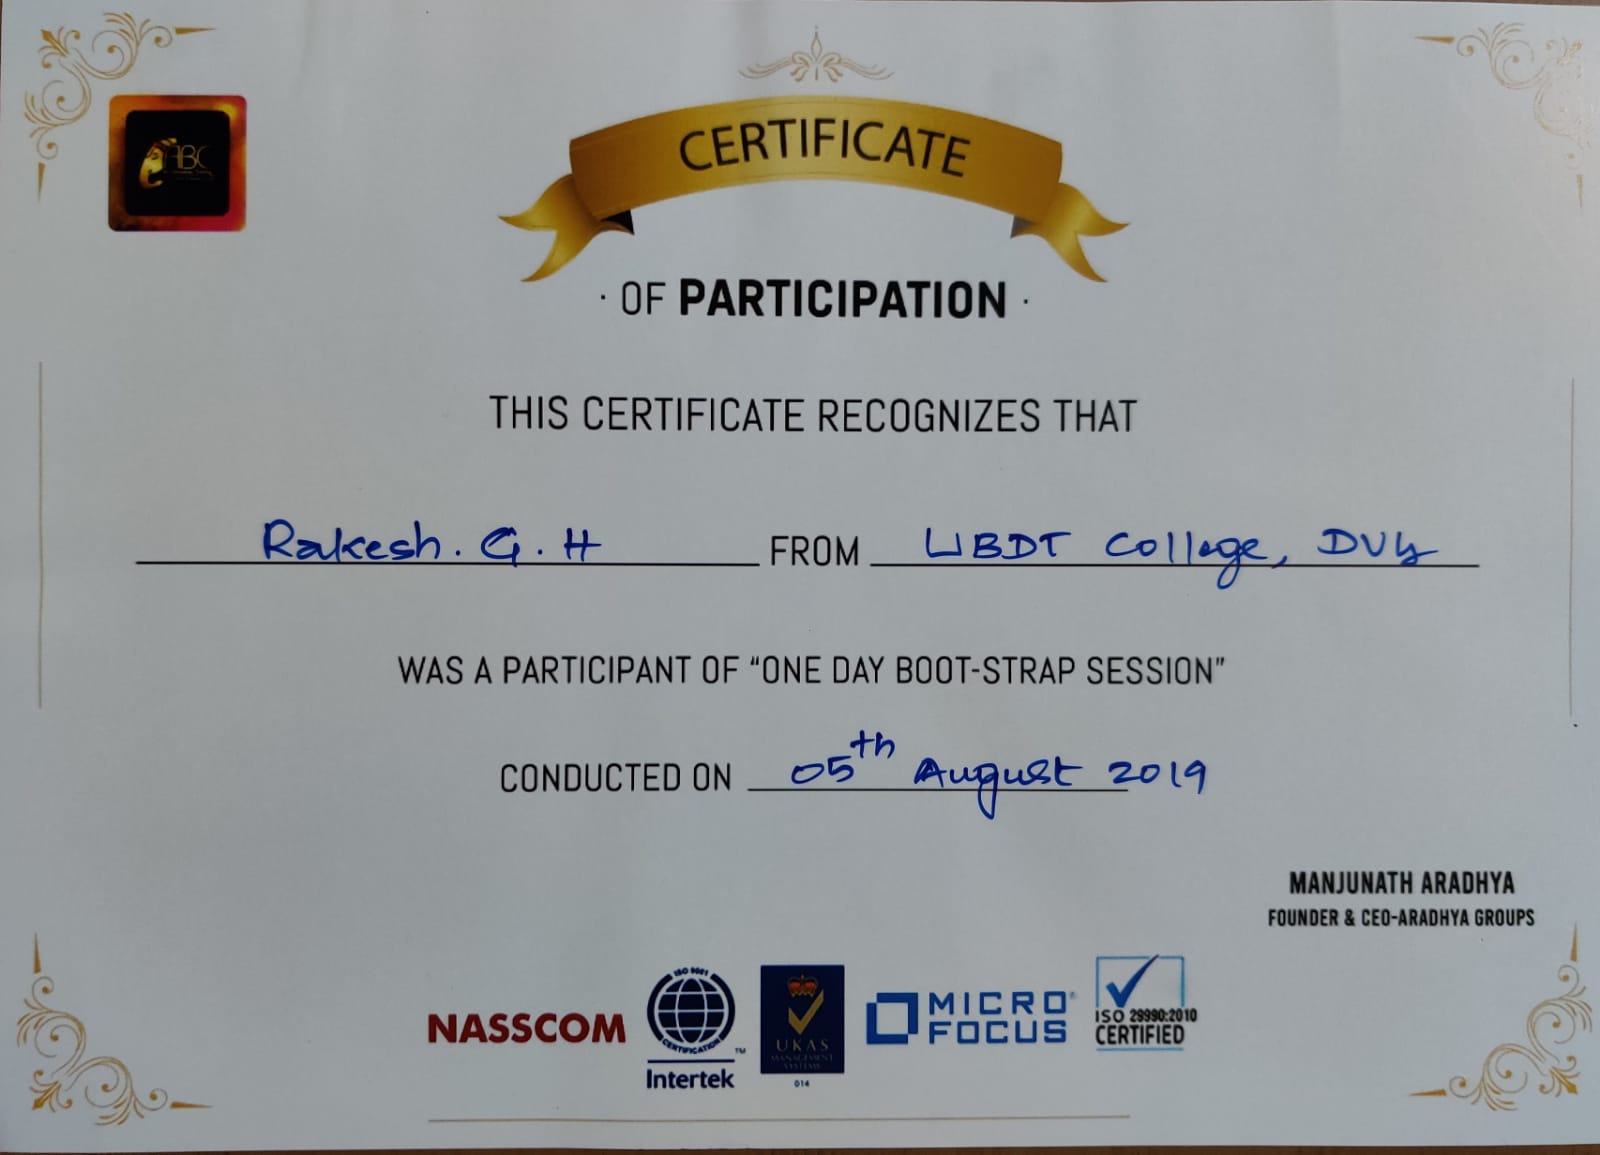 ABC
CERTIFICATE
· OF PARTICIPATION ·
THIS CERTIFICATE RECOGNIZES THAT
Rakesh. G. H FROM UBDT College, DVG
WAS A PARTICIPANT OF “ONE DAY BOOT-STRAP SESSION”
CONDUCTED ON 05th August 2019
MANJUNATH ARADHYA
FOUNDER & CEO-ARADHYA GROUPS
NASSCOM
ISO 9001
CERTIFICATION
TM
Intertek
UKAS
MANAGEMENT
SYSTEMS
014
MICRO®
FOCUS
ISO 29990:2010
CERTIFIED